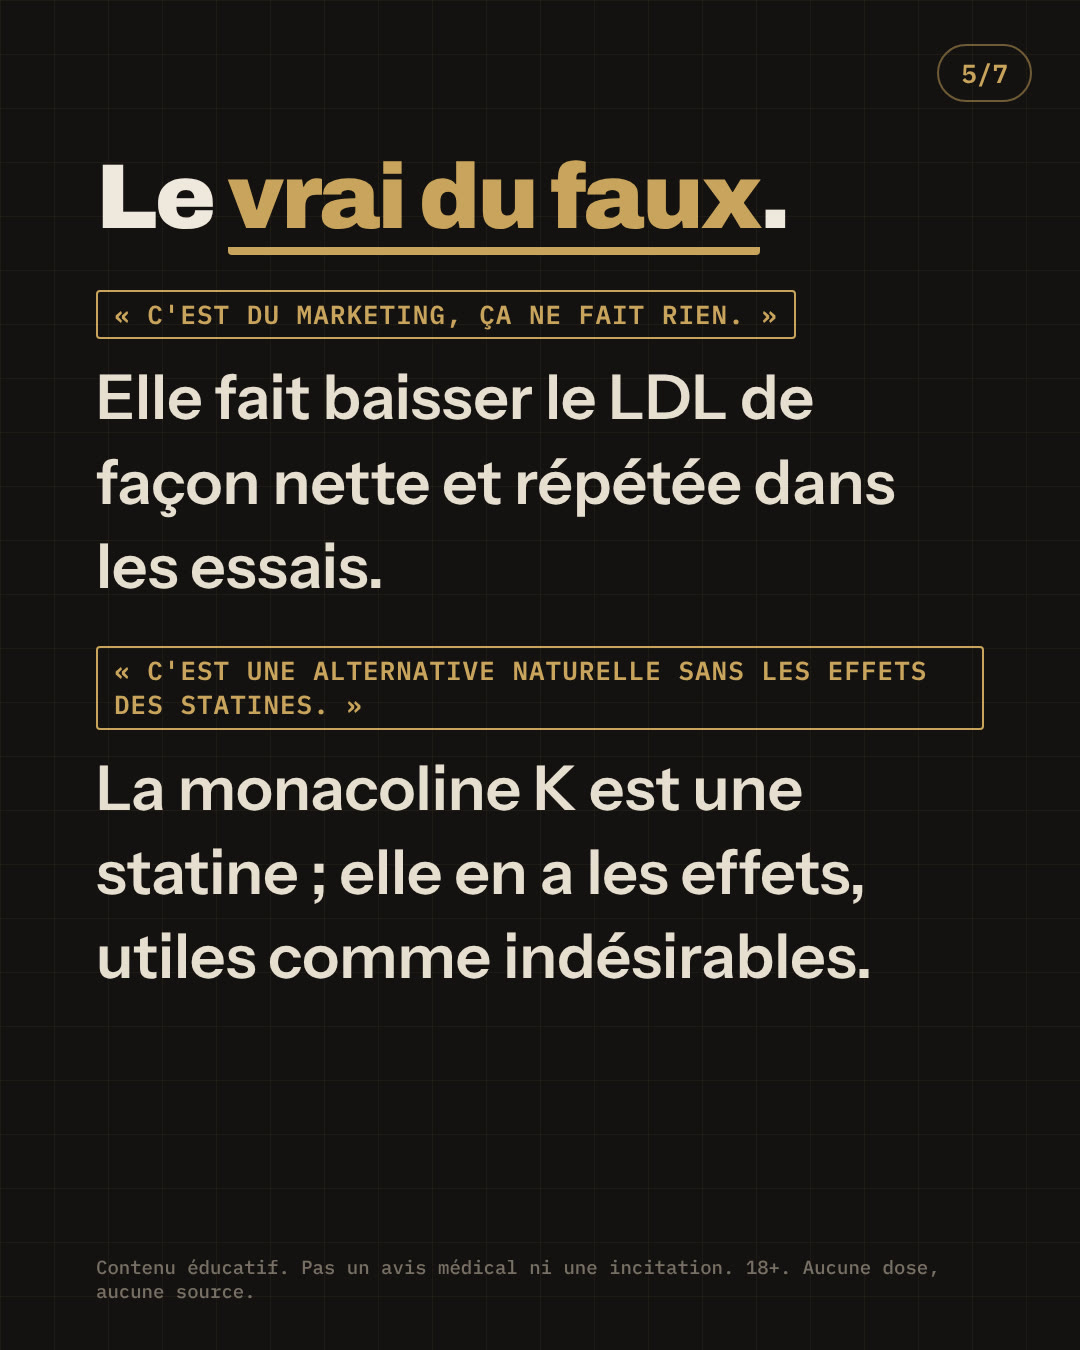 5/7
Le vrai du faux.
« C'EST DU MARKETING, ÇA NE FAIT RIEN. »
Elle fait baisser le LDL de
façon nette et répétée dans
les essais.
« C'EST UNE ALTERNATIVE NATURELLE SANS LES EFFETS
DES STATINES. »
La monacoline K est une
statine ; elle en a les effets,
utiles comme indésirables.
Contenu éducatif. Pas un avis médical ni une incitation. 18+. Aucune dose,
aucune source.